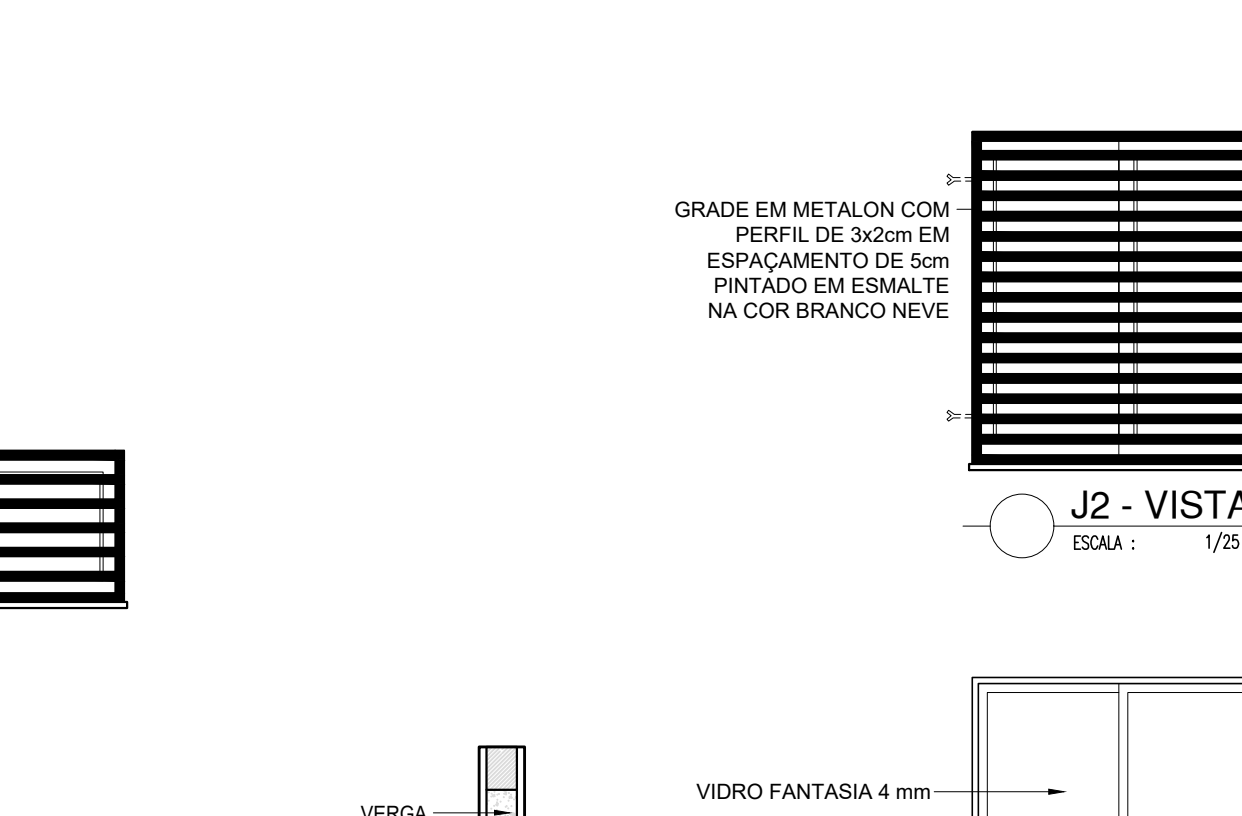 GRADE EM METALON COM
PERFIL DE 3x2cm EM
ESPAÇAMENTO DE 5cm
PINTADO EM ESMALTE
NA COR BRANCO NEVE
J2 - VISTA
ESCALA : 1/25
VIDRO FANTASIA 4 mm
VERGA